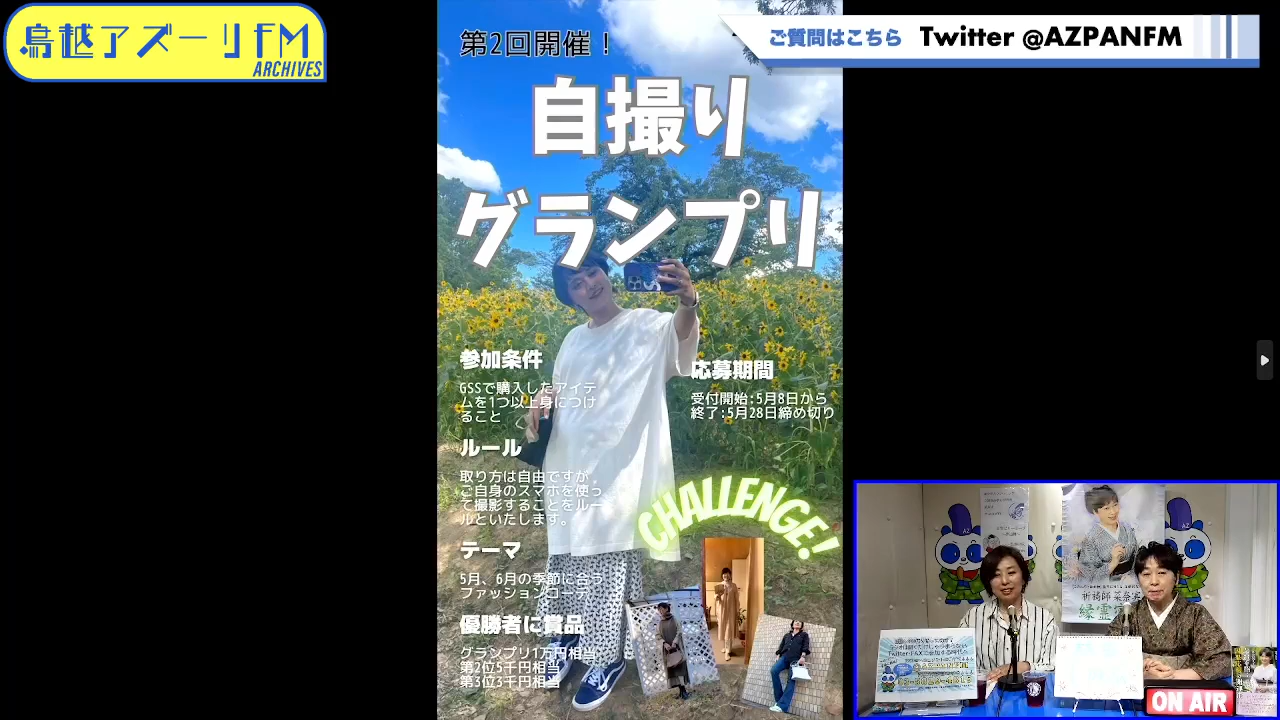 鳥越アズーリFM
ARCHIVES
ご質問はこちら Twitter @AZPANFM
第2回開催！
自撮り
グランプリ
参加条件
GSSで購入したアイテ
ムを1つ以上身につけ
ること
応募期間
受付開始:5月8日から
終了:5月28日締め切り
ルール
取り方は自由ですが
ご自身のスマホを使っ
て撮影することをルー
ルといたします。
テーマ
5月、6月の季節に合う
ファッションコーデ
優勝者に賞品
グランプリ1万円相当
第2位5千円相当
第3位3千円相当
CHALLENGE!
AZ
祈祷師
縁霊
ON AIR